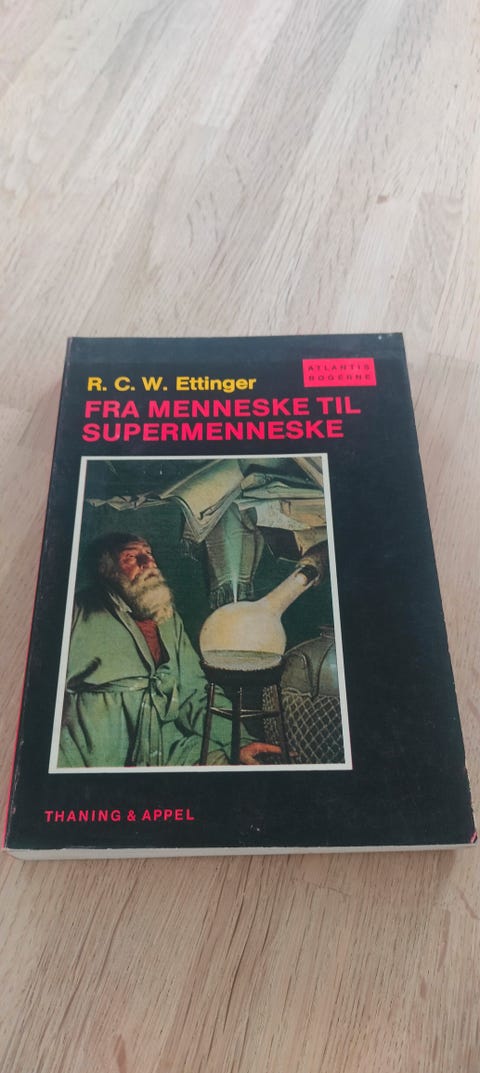 R. C. W. Ettinger
ATLANTIS
BØGERNE
FRA MENNESKE TIL
SUPERMENNESKE
THANING & APPEL